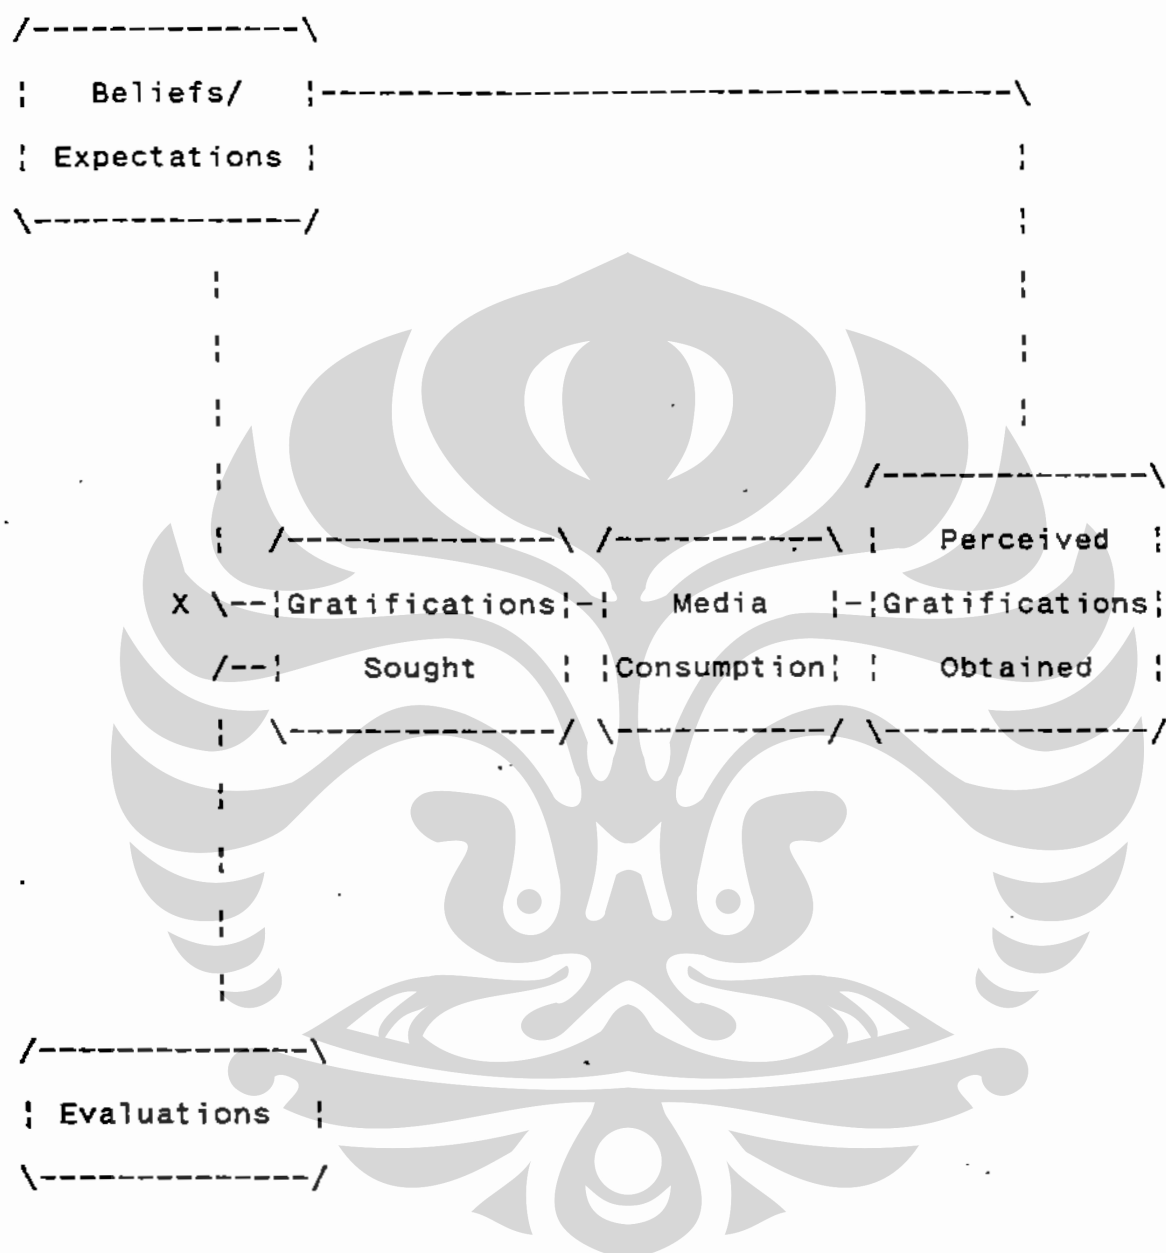 Beliefs/
Expectations
Perceived
X Gratifications Media Gratifications
Sought Consumption Obtained
Evaluations